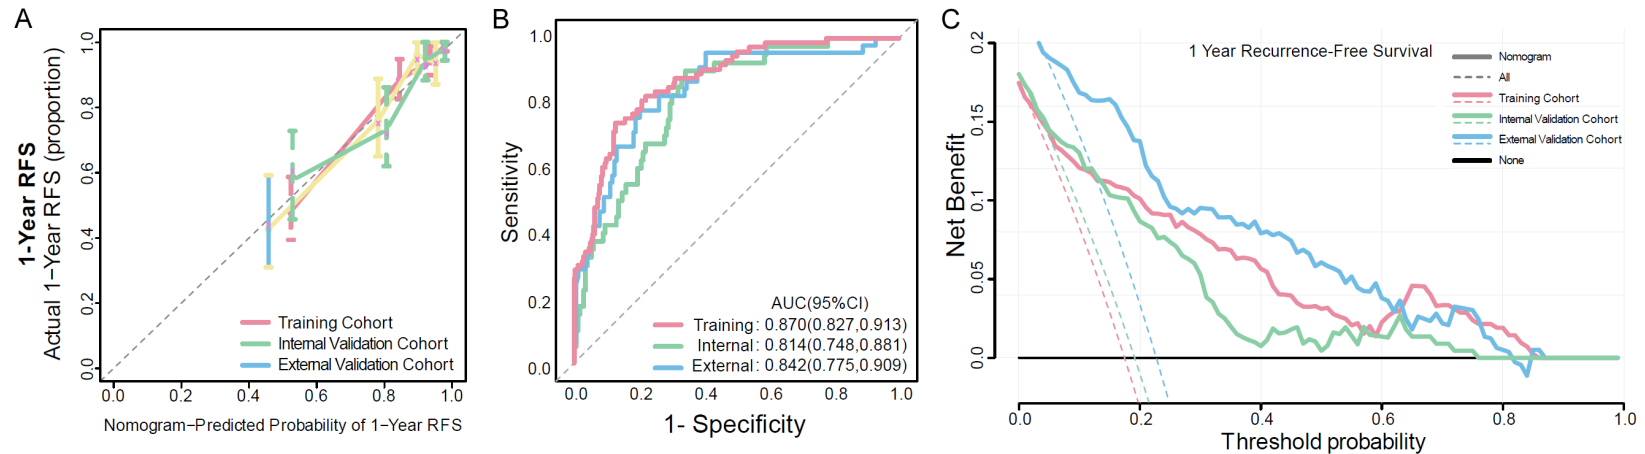 A
1-Year RFS
Actual 1-Year RFS (proportion)
1.0
0.8
0.6
0.4
0.2
0.0
Training Cohort
Internal Validation Cohort
External Validation Cohort
0.0 0.2 0.4 0.6 0.8 1.0
Nomogram-Predicted Probability of 1-Year RFS
B
Sensitivity
1.0
0.8
0.6
0.4
0.2
0.0
AUC(95%CI)
Training: 0.870(0.827,0.913)
Internal: 0.814(0.748,0.881)
External: 0.842(0.775,0.909)
0.0 0.2 0.4 0.6 0.8 1.0
1- Specificity
C
Net Benefit
0.2
0.15
0.1
0.05
0.0
1 Year Recurrence-Free Survival
Nomogram
All
Training Cohort
Internal Validation Cohort
External Validation Cohort
None
0.0 0.2 0.4 0.6 0.8 1.0
Threshold probability